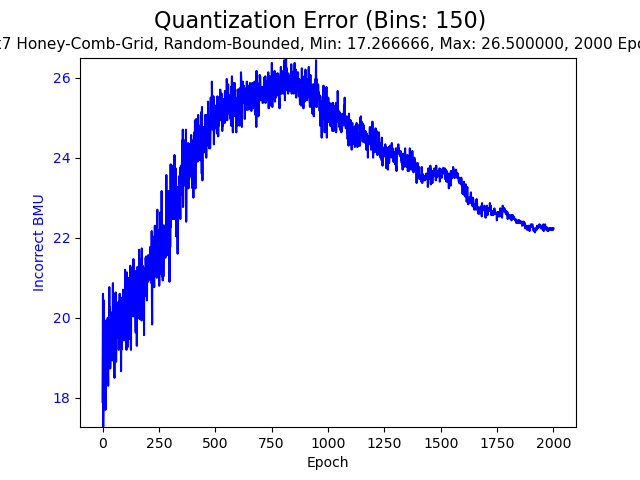 Quantization Error (Bins: 150)
x7 Honey-Comb-Grid, Random-Bounded, Min: 17.266666, Max: 26.500000, 2000 Epo
26
24
22
20
18
Incorrect BMU
0 250 500 750 1000 1250 1500 1750 2000
Epoch